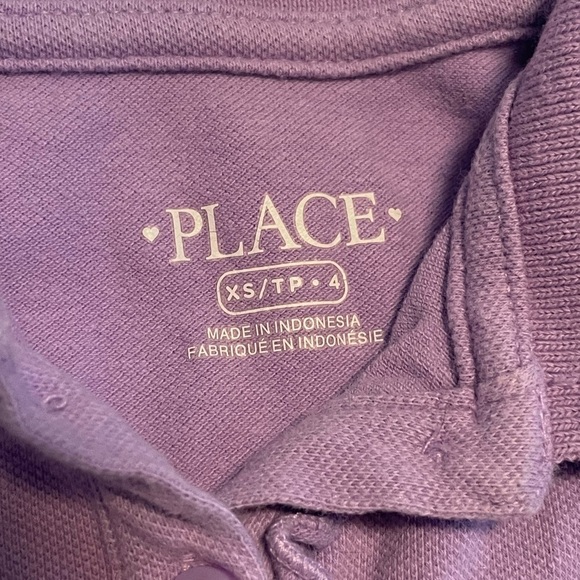 PLACE
XS/TP • 4
MADE IN INDONESIA
FABRIQUÉ EN INDONÉSIE